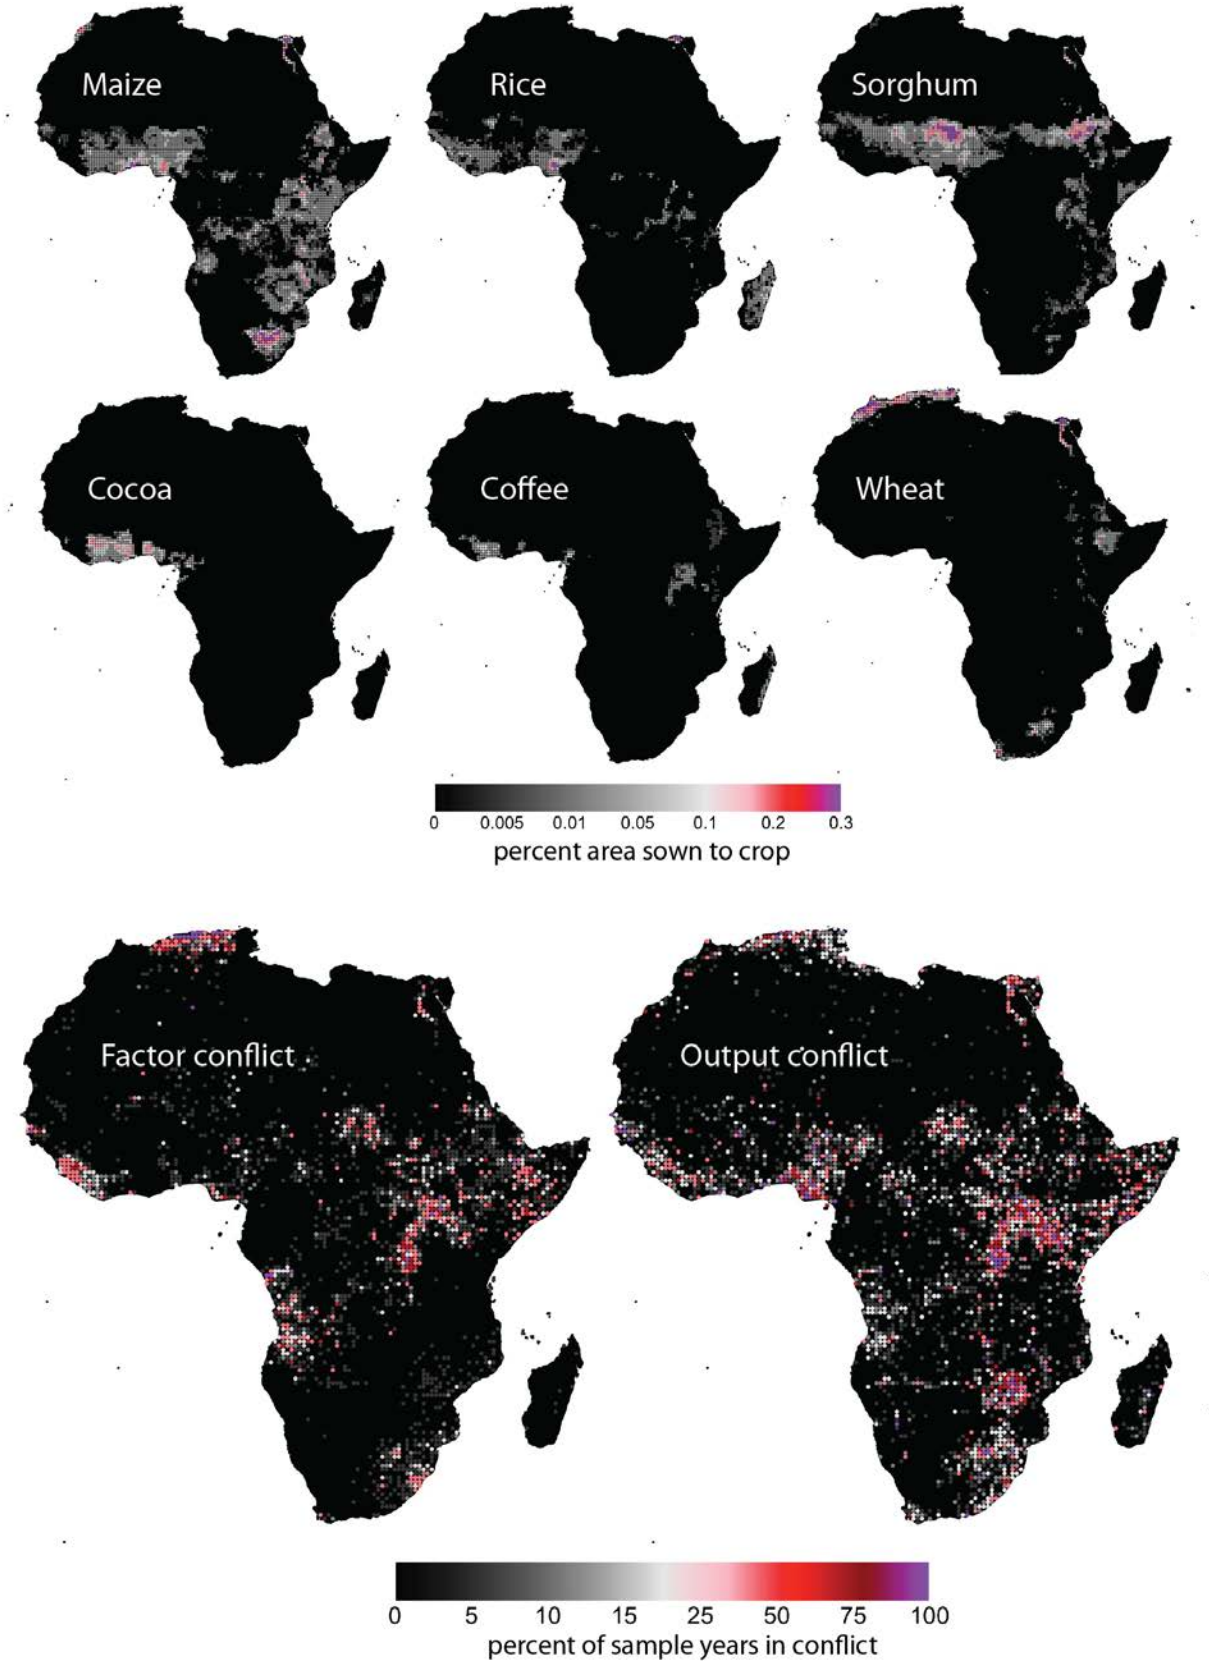 Maize
Rice
Sorghum
Cocoa
Coffee
Wheat
0 0.005 0.01 0.05 0.1 0.2 0.3
percent area sown to crop
Factor conflict
Output conflict
0 5 10 15 25 50 75 100
percent of sample years in conflict